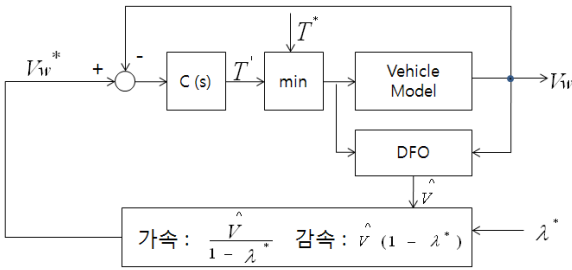 T*
Vw* + -
C (s) T' min Vehicle Model Vw
DFO
V̂
가속 : V̂ / 1 - λ* 감속 : V̂ (1 - λ*) λ*